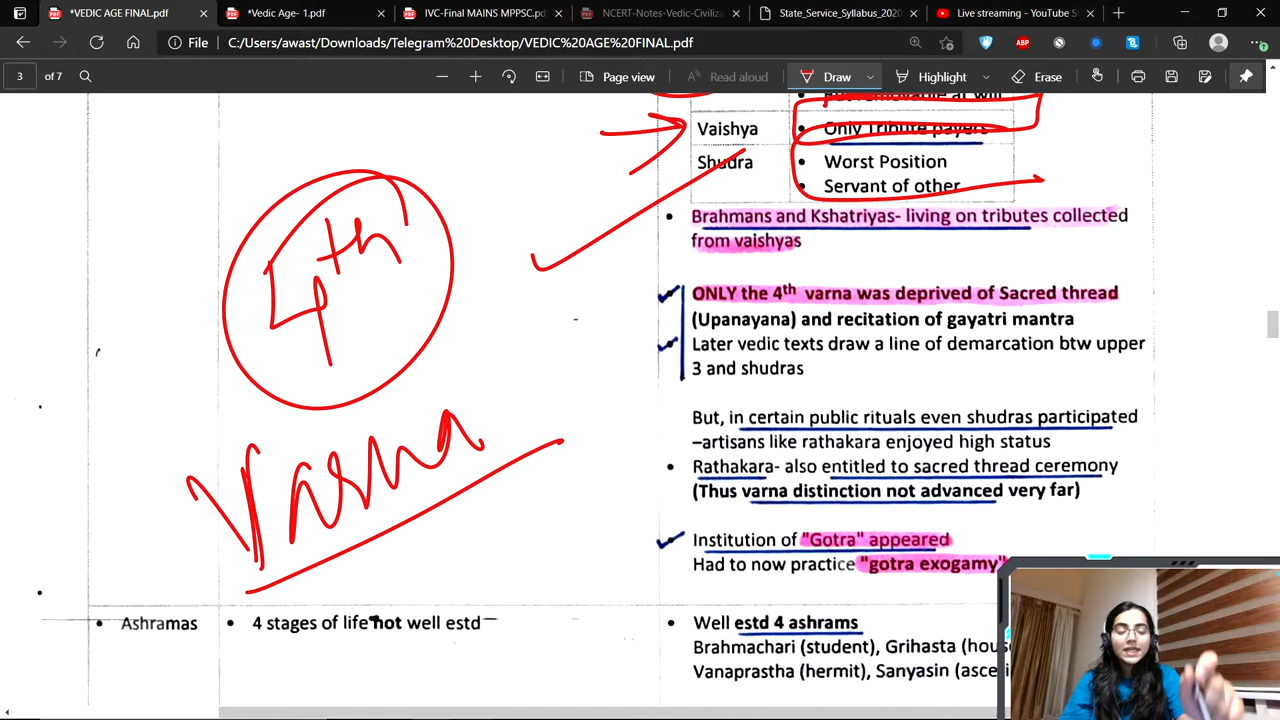 *VEDIC AGE FINAL.pdf
*Vedic Age- 1.pdf
IVC-Final MAINS MPPSC.pd
NCERT-Notes-Vedic-Civiliza
State_Service_Syllabus_2020
Live streaming - YouTube S
File C:/Users/awast/Downloads/Telegram%20Desktop/VEDIC%20AGE%20FINAL.pdf
ABP
3 of 7
Page view
Read aloud
Draw
Highlight
Erase
Vaishya
• Only Tribute payers
Shudra
• Worst Position
• Servant of other
• Brahmans and Kshatriyas- living on tributes collected
from vaishyas
ONLY the 4th varna was deprived of Sacred thread
(Upanayana) and recitation of gayatri mantra
Later vedic texts draw a line of demarcation btw upper
3 and shudras
But, in certain public rituals even shudras participated
–artisans like rathakara enjoyed high status
• Rathakara- also entitled to sacred thread ceremony
(Thus varna distinction not advanced very far)
Institution of "Gotra" appeared
Had to now practice "gotra exogamy"
4th
Varna
• Ashramas
• 4 stages of life not well estd
• Well estd 4 ashrams
Brahmachari (student), Grihasta (hous
Vanaprastha (hermit), Sanyasin (asce